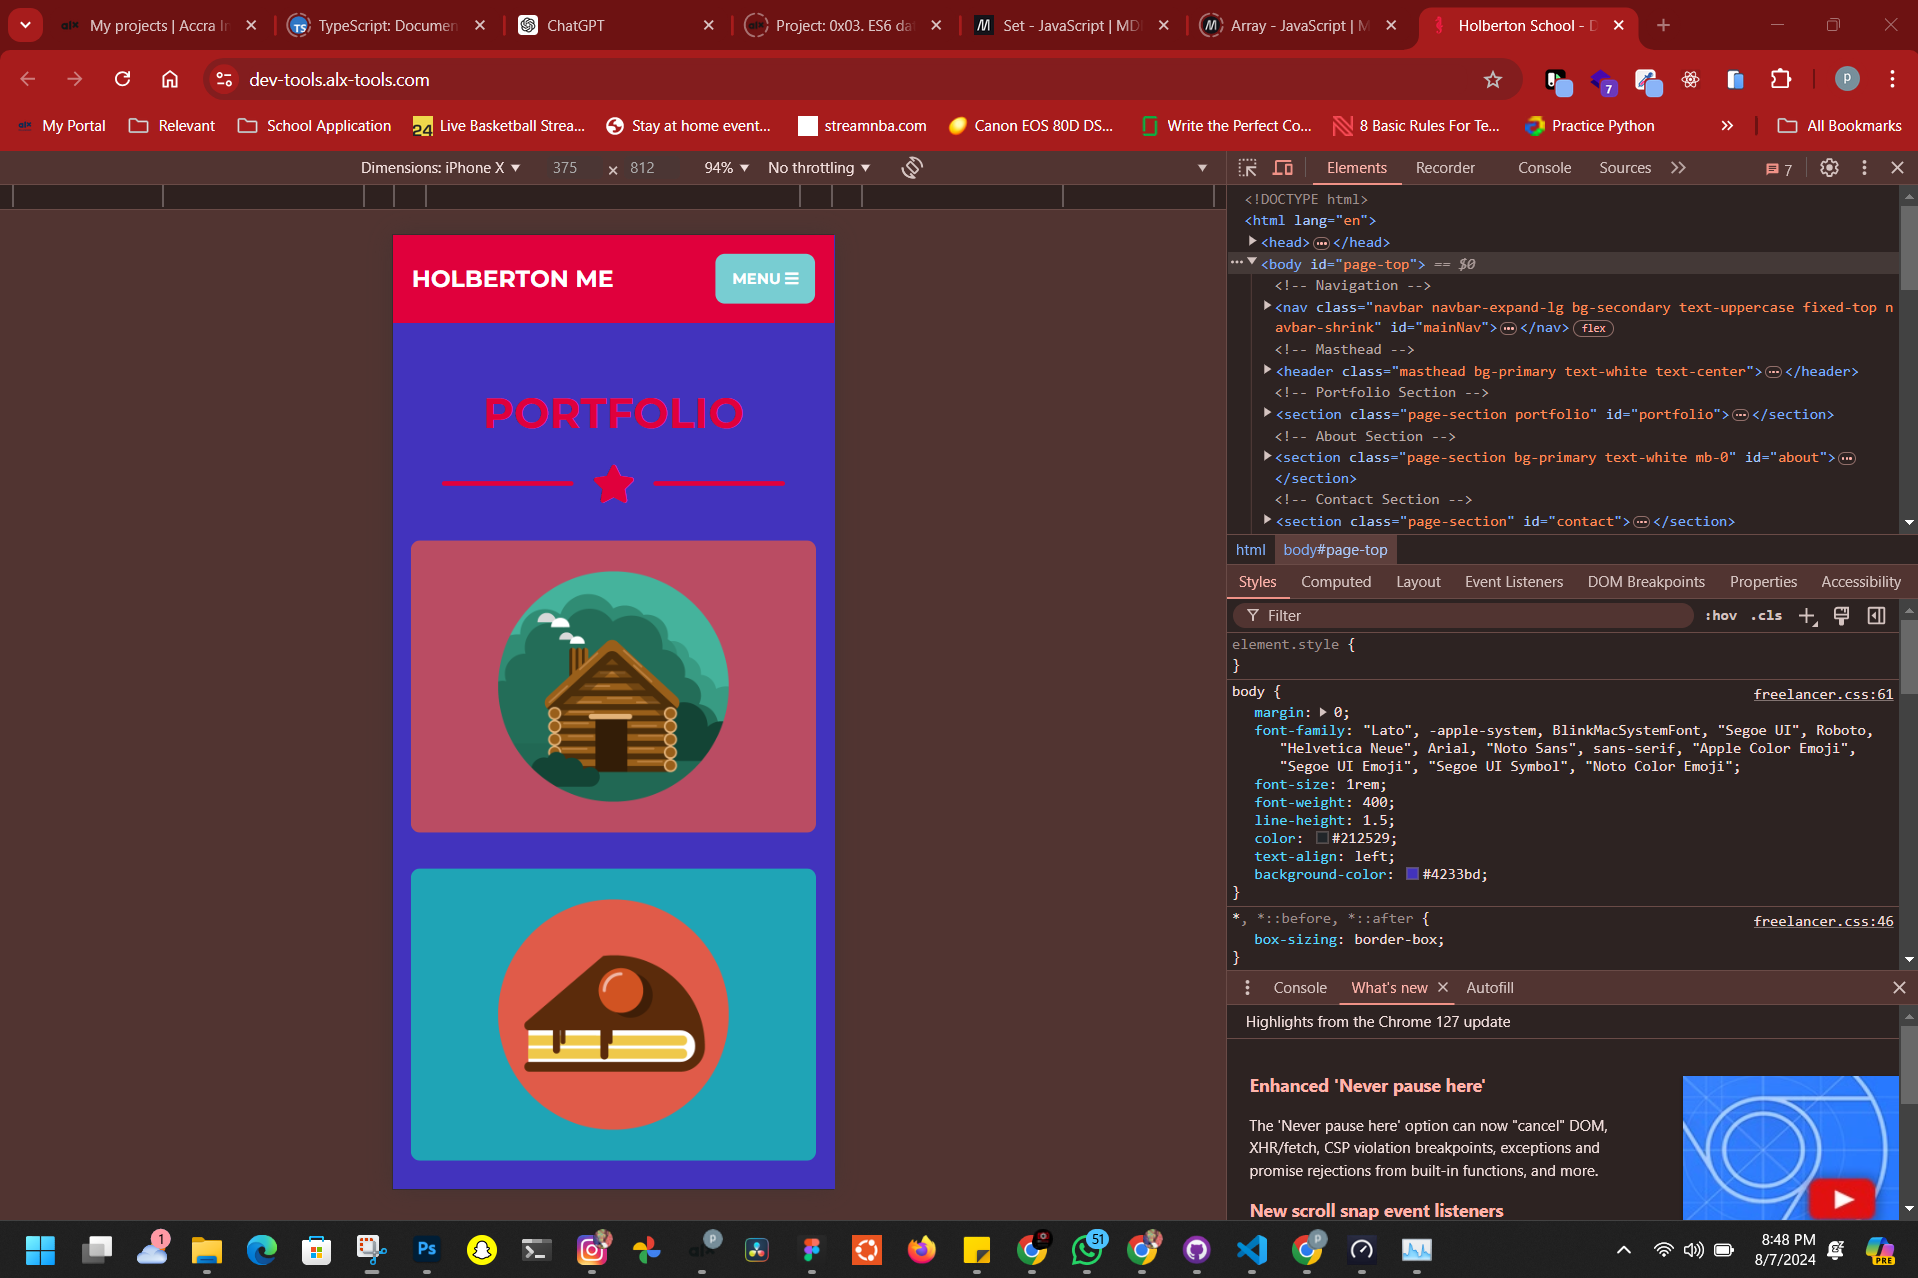 My projects | Accra In
TypeScript: Documen
ChatGPT
Project: 0x03. ES6 dat
Set - JavaScript | MD
Array - JavaScript | M
Holberton School - D
dev-tools.alx-tools.com
7
P
My Portal
Relevant
School Application
24
Live Basketball Strea...
Stay at home event...
streamnba.com
Canon EOS 80D DS...
Write the Perfect Co...
8 Basic Rules For Te...
Practice Python
All Bookmarks
Dimensions: iPhone X
375
×
812
94%
No throttling
Elements
Recorder
Console
Sources
7
HOLBERTON ME
MENU
PORTFOLIO
<!DOCTYPE html>
<html lang="en">
<head>…</head>
<body id="page-top"> == $0
<!-- Navigation -->
<nav class="navbar navbar-expand-lg bg-secondary text-uppercase fixed-top n
avbar-shrink" id="mainNav">…</nav> flex
<!-- Masthead -->
<header class="masthead bg-primary text-white text-center">…</header>
<!-- Portfolio Section -->
<section class="page-section portfolio" id="portfolio">…</section>
<!-- About Section -->
<section class="page-section bg-primary text-white mb-0" id="about">…
</section>
<!-- Contact Section -->
<section class="page-section" id="contact">…</section>
html
body#page-top
Styles
Computed
Layout
Event Listeners
DOM Breakpoints
Properties
Accessibility
Filter
:hov
.cls
element.style {
}
body {
freelancer.css:61
margin: 0;
font-family: "Lato", -apple-system, BlinkMacSystemFont, "Segoe UI", Roboto,
"Helvetica Neue", Arial, "Noto Sans", sans-serif, "Apple Color Emoji",
"Segoe UI Emoji", "Segoe UI Symbol", "Noto Color Emoji";
font-size: 1rem;
font-weight: 400;
line-height: 1.5;
color: #212529;
text-align: left;
background-color: #4233bd;
}
*, *::before, *::after {
freelancer.css:46
box-sizing: border-box;
}
Console
What's new
Autofill
Highlights from the Chrome 127 update
Enhanced 'Never pause here'
The 'Never pause here' option can now "cancel" DOM,
XHR/fetch, CSP violation breakpoints, exceptions and
promise rejections from built-in functions, and more.
New scroll snap event listeners
1
Ps
P
51
P
8:48 PM
8/7/2024
PRE